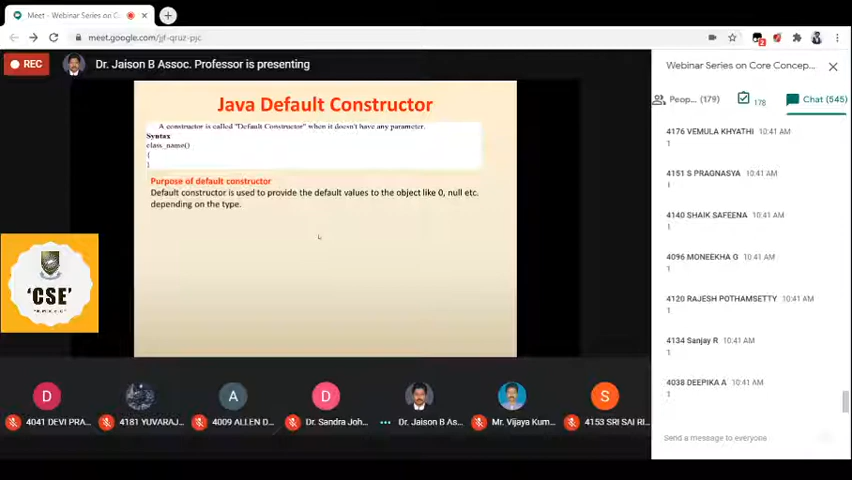 Meet - Webinar Series on Co
meet.google.com/jjf-qruz-pjc
2
REC
Dr. Jaison B Assoc. Professor is presenting
Java Default Constructor
A constructor is called "Default Constructor" when it doesn't have any parameter.
Syntax
class_name()
{
}
Purpose of default constructor
Default constructor is used to provide the default values to the object like 0, null etc.
depending on the type.
'CSE'
D
A
D
S
4041 DEVI PRA...
4181 YUVARAJ...
4009 ALLEN D...
Dr. Sandra Joh...
Dr. Jaison B As...
Mr. Vijaya Kum...
4153 SRI SAI RI...
Webinar Series on Core Concep...
Peop... (179)
178
Chat (545)
4176 VEMULA KHYATHI 10:41 AM
1
4151 S PRAGNASYA 10:41 AM
1
4140 SHAIK SAFEENA 10:41 AM
1
4096 MONEEKHA G 10:41 AM
1
4120 RAJESH POTHAMSETTY 10:41 AM
1
4134 Sanjay R 10:41 AM
1
4038 DEEPIKA A 10:41 AM
1
Send a message to everyone